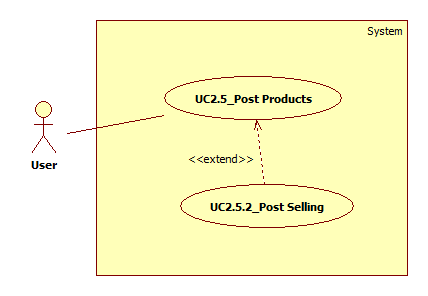 System
UC2.5_Post Products
User
<<extend>>
UC2.5.2_Post Selling